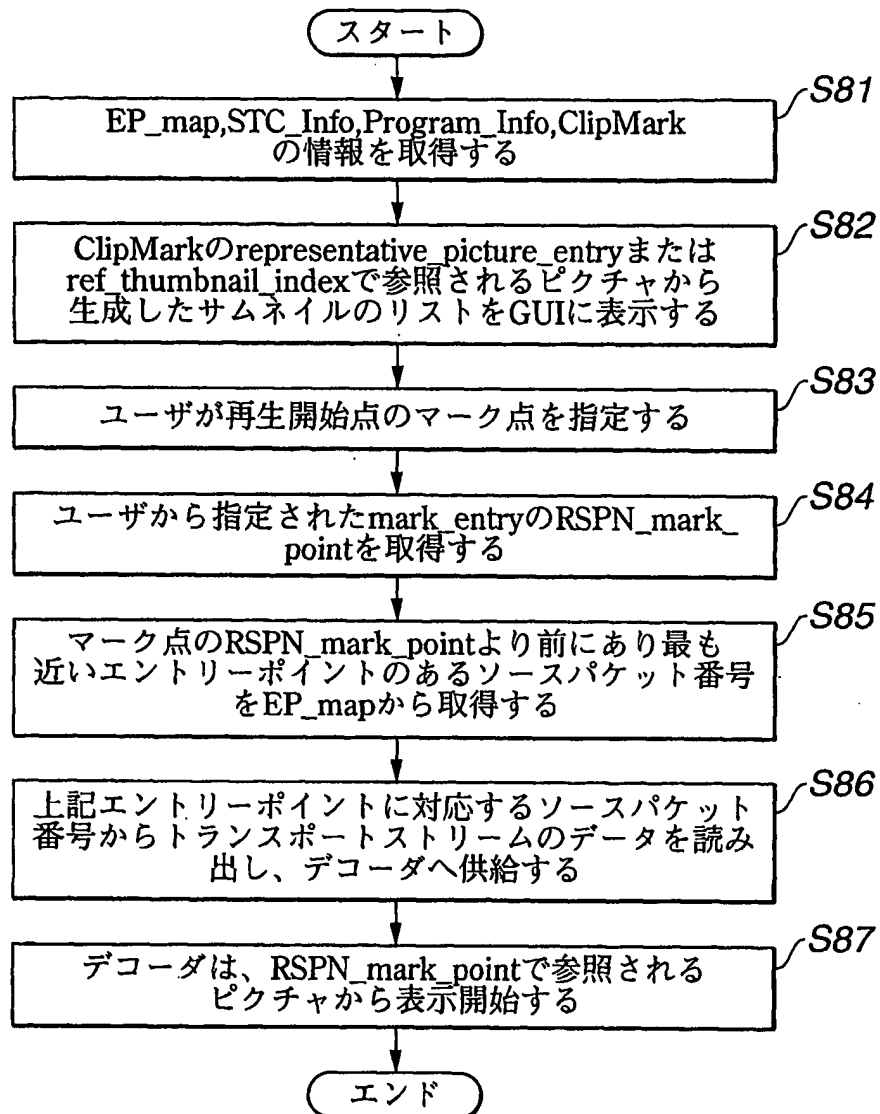 スタート
S81
EP_map,STC_Info,Program_Info,ClipMark
の情報を取得する
S82
ClipMarkのrepresentative_picture_entryまたは
ref_thumbnail_indexで参照されるピクチャから
生成したサムネイルのリストをGUIに表示する
S83
ユーザが再生開始点のマーク点を指定する
S84
ユーザから指定されたmark_entryのRSPN_mark_
pointを取得する
S85
マーク点のRSPN_mark_pointより前にあり最も
近いエントリーポイントのあるソースパケット番号
をEP_mapから取得する
S86
上記エントリーポイントに対応するソースパケット
番号からトランスポートストリームのデータを読み
出し、デコーダへ供給する
S87
デコーダは、RSPN_mark_pointで参照される
ピクチャから表示開始する
エンド